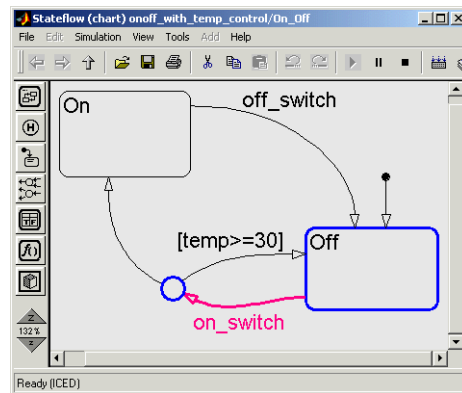 Stateflow (chart) onoff_with_temp_control/On_Off
File Edit Simulation View Tools Add Help
On
off_switch
[temp>=30]
Off
on_switch
132%
Ready (ICED)